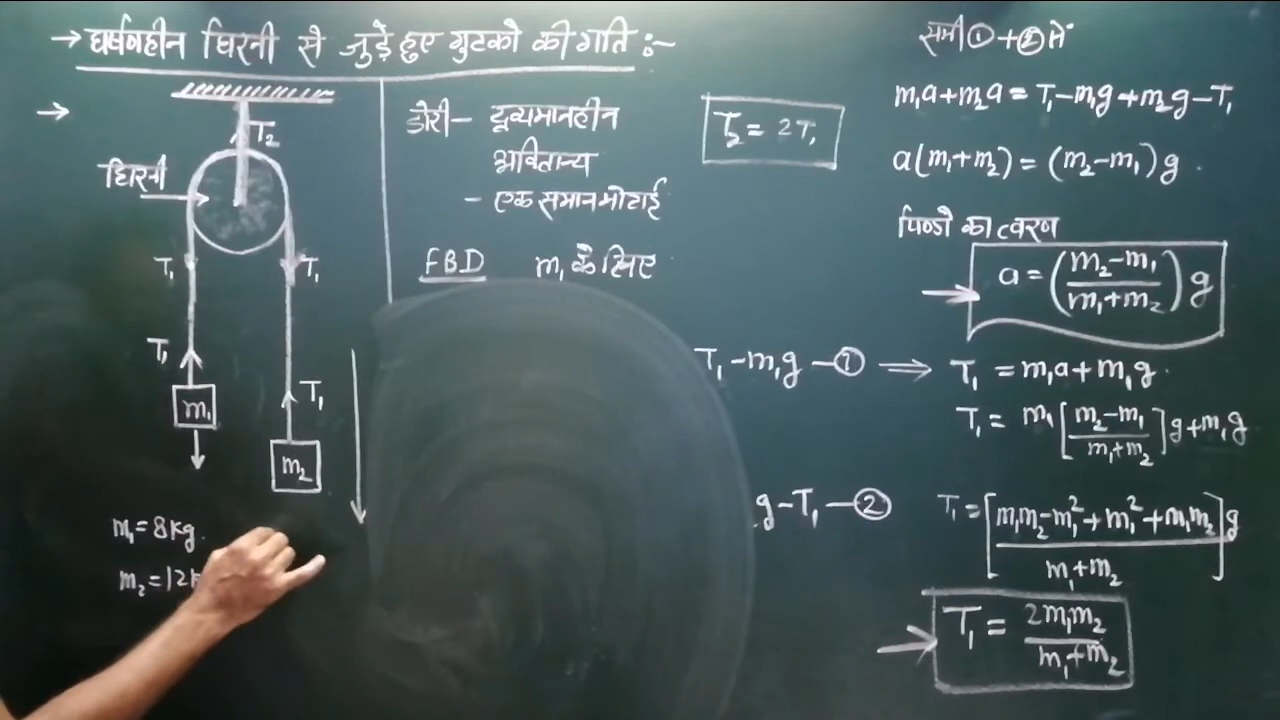 → घर्षणहीन घिरनी से जुड़े हुए गुटको की गति :-
→
T₂
घिरनी
T₁
T₁
T₁
m₁
T₁
m₂
m₁ = 8 kg
m₂ = 12
डोरी - द्रव्यमानहीन
अवितान्य
- एक समान मोटाई
FBD m₁ के लिए
T₂ = 2T₁
T₁ - m₁g - ①
g - T₁ - ②
समी ① + ② से
m₁a + m₂a = T₁ - m₁g + m₂g - T₁
a(m₁ + m₂) = (m₂ - m₁) g
पिण्डो का त्वरण
→ a = ((m₂ - m₁)/(m₁ + m₂)) g
⇒ T₁ = m₁a + m₁g
T₁ = m₁ [(m₂ - m₁)/(m₁ + m₂)] g + m₁g
T₁ = [(m₁m₂ - m₁² + m₁² + m₁m₂)/(m₁ + m₂)] g
→ T₁ = 2m₁m₂/(m₁ + m₂)